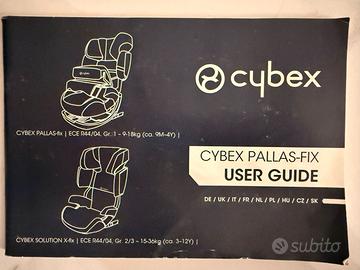 cybex
cybex
CYBEX PALLAS-fix | ECE R44/04, Gr.:1 – 9-18kg (ca. 9M-4Y) |
CYBEX PALLAS-FIX
USER GUIDE
DE / UK / IT / FR / NL / PL / HU / CZ / SK
CYBEX SOLUTION X-fix | ECE R44/04, Gr. 2/3 – 15-36kg (ca. 3-12Y) |
subito